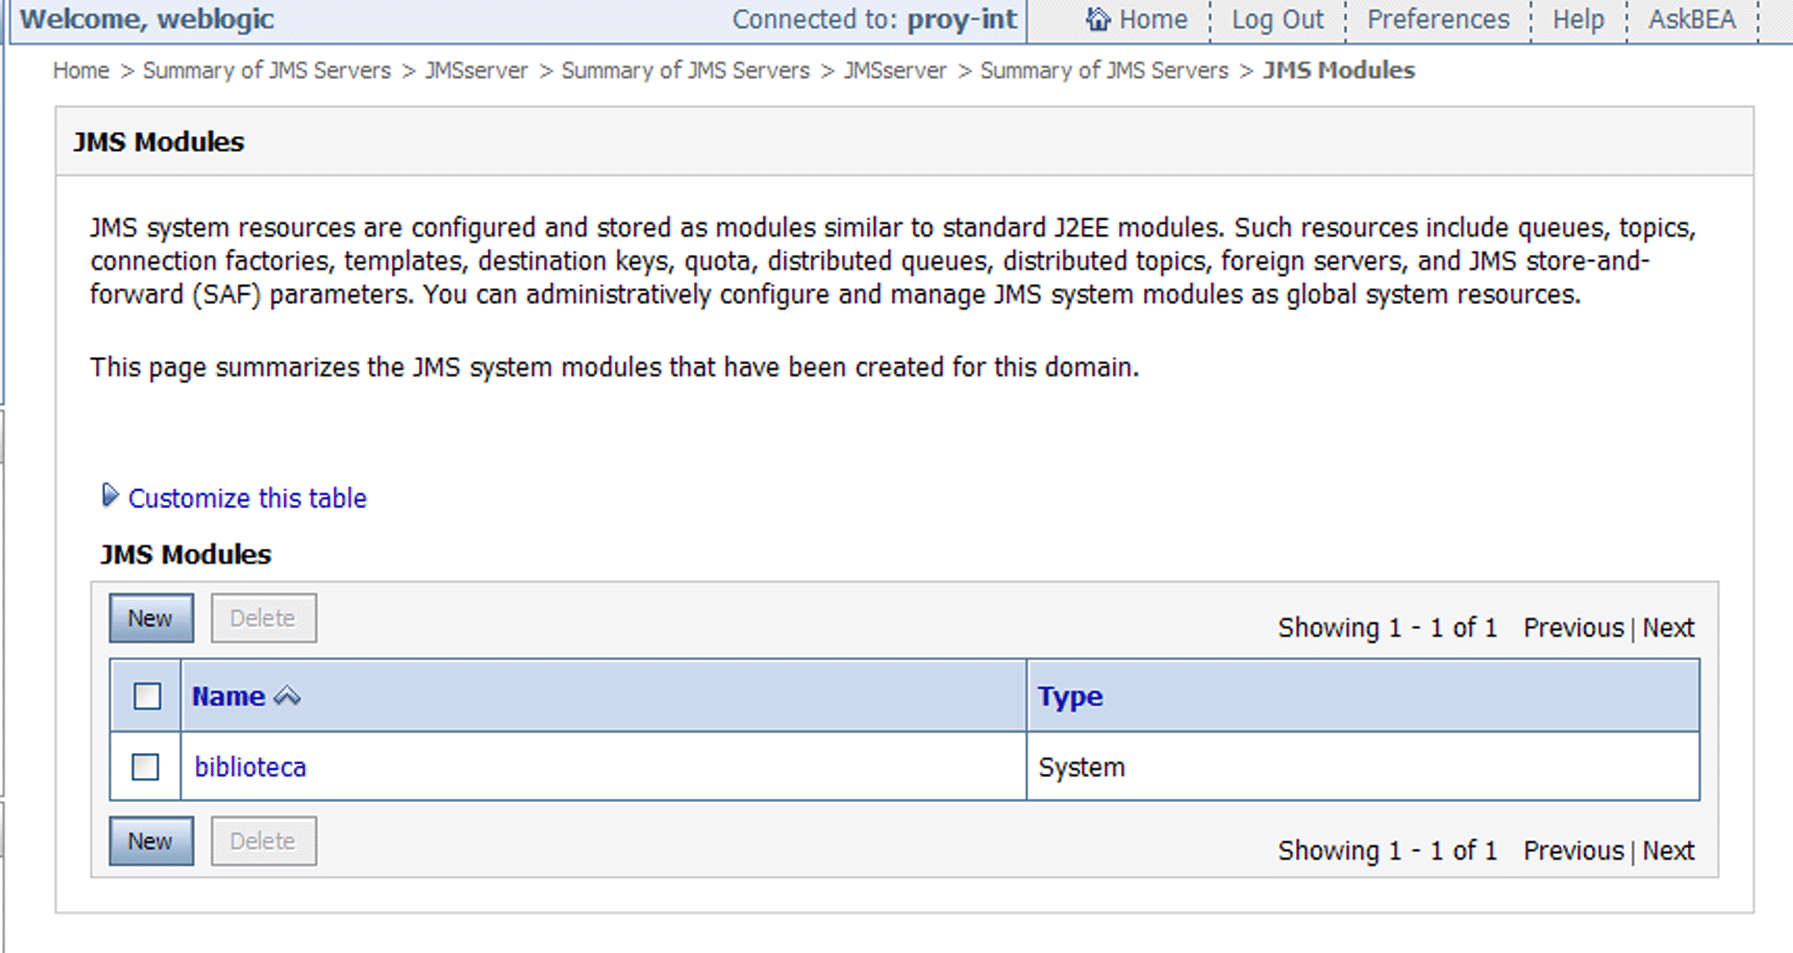 Welcome, weblogic
Connected to: proy-int
Home
Log Out
Preferences
Help
AskBEA
Home > Summary of JMS Servers > JMSserver > Summary of JMS Servers > JMSserver > Summary of JMS Servers > JMS Modules
JMS Modules
JMS system resources are configured and stored as modules similar to standard J2EE modules. Such resources include queues, topics,
connection factories, templates, destination keys, quota, distributed queues, distributed topics, foreign servers, and JMS store-and-
forward (SAF) parameters. You can administratively configure and manage JMS system modules as global system resources.
This page summarizes the JMS system modules that have been created for this domain.
Customize this table
JMS Modules
New
Delete
Showing 1 - 1 of 1 Previous | Next
Name
Type
biblioteca
System
New
Delete
Showing 1 - 1 of 1 Previous | Next